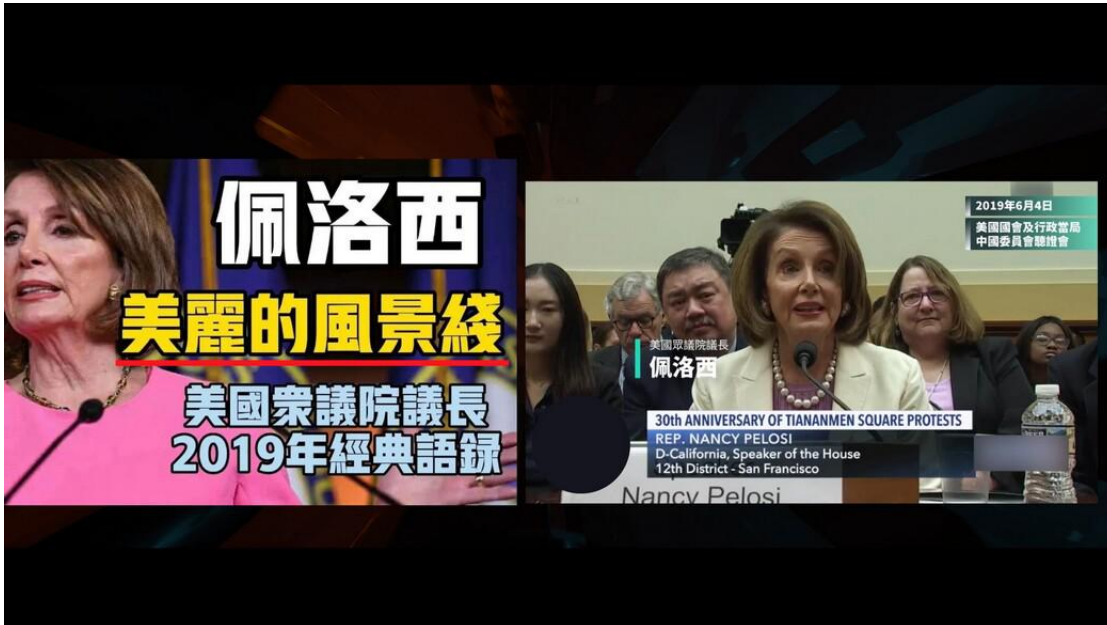 佩洛西
美麗的風景綫
美國衆議院議長
2019年經典語録
2019年6月4日
美國國會及行政當局
中國委員會聽證會
美國眾議院議長
佩洛西
30th ANNIVERSARY OF TIANANMEN SQUARE PROTESTS
REP. NANCY PELOSI
D-California, Speaker of the House
12th District - San Francisco
Nancy Pelosi